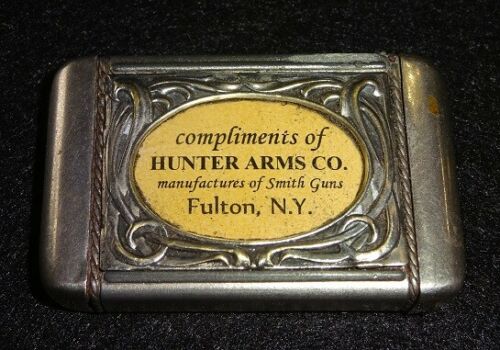 compliments of
HUNTER ARMS CO.
manufactures of Smith Guns
Fulton, N.Y.